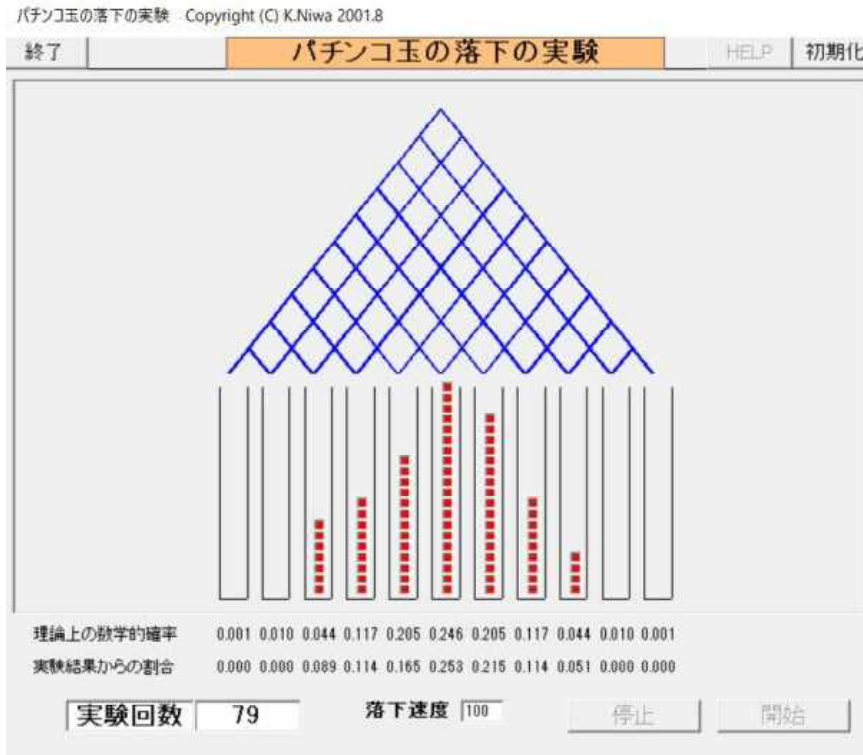 パチンコ玉の落下の実験 Copyright (C) K.Niwa 2001.8
終了 パチンコ玉の落下の実験 HELP 初期化
理論上の数学的確率 0.001 0.010 0.044 0.117 0.205 0.246 0.205 0.117 0.044 0.010 0.001
実験結果からの割合 0.000 0.000 0.089 0.114 0.165 0.253 0.215 0.114 0.051 0.000 0.000
実験回数 79 落下速度 100 停止 開始